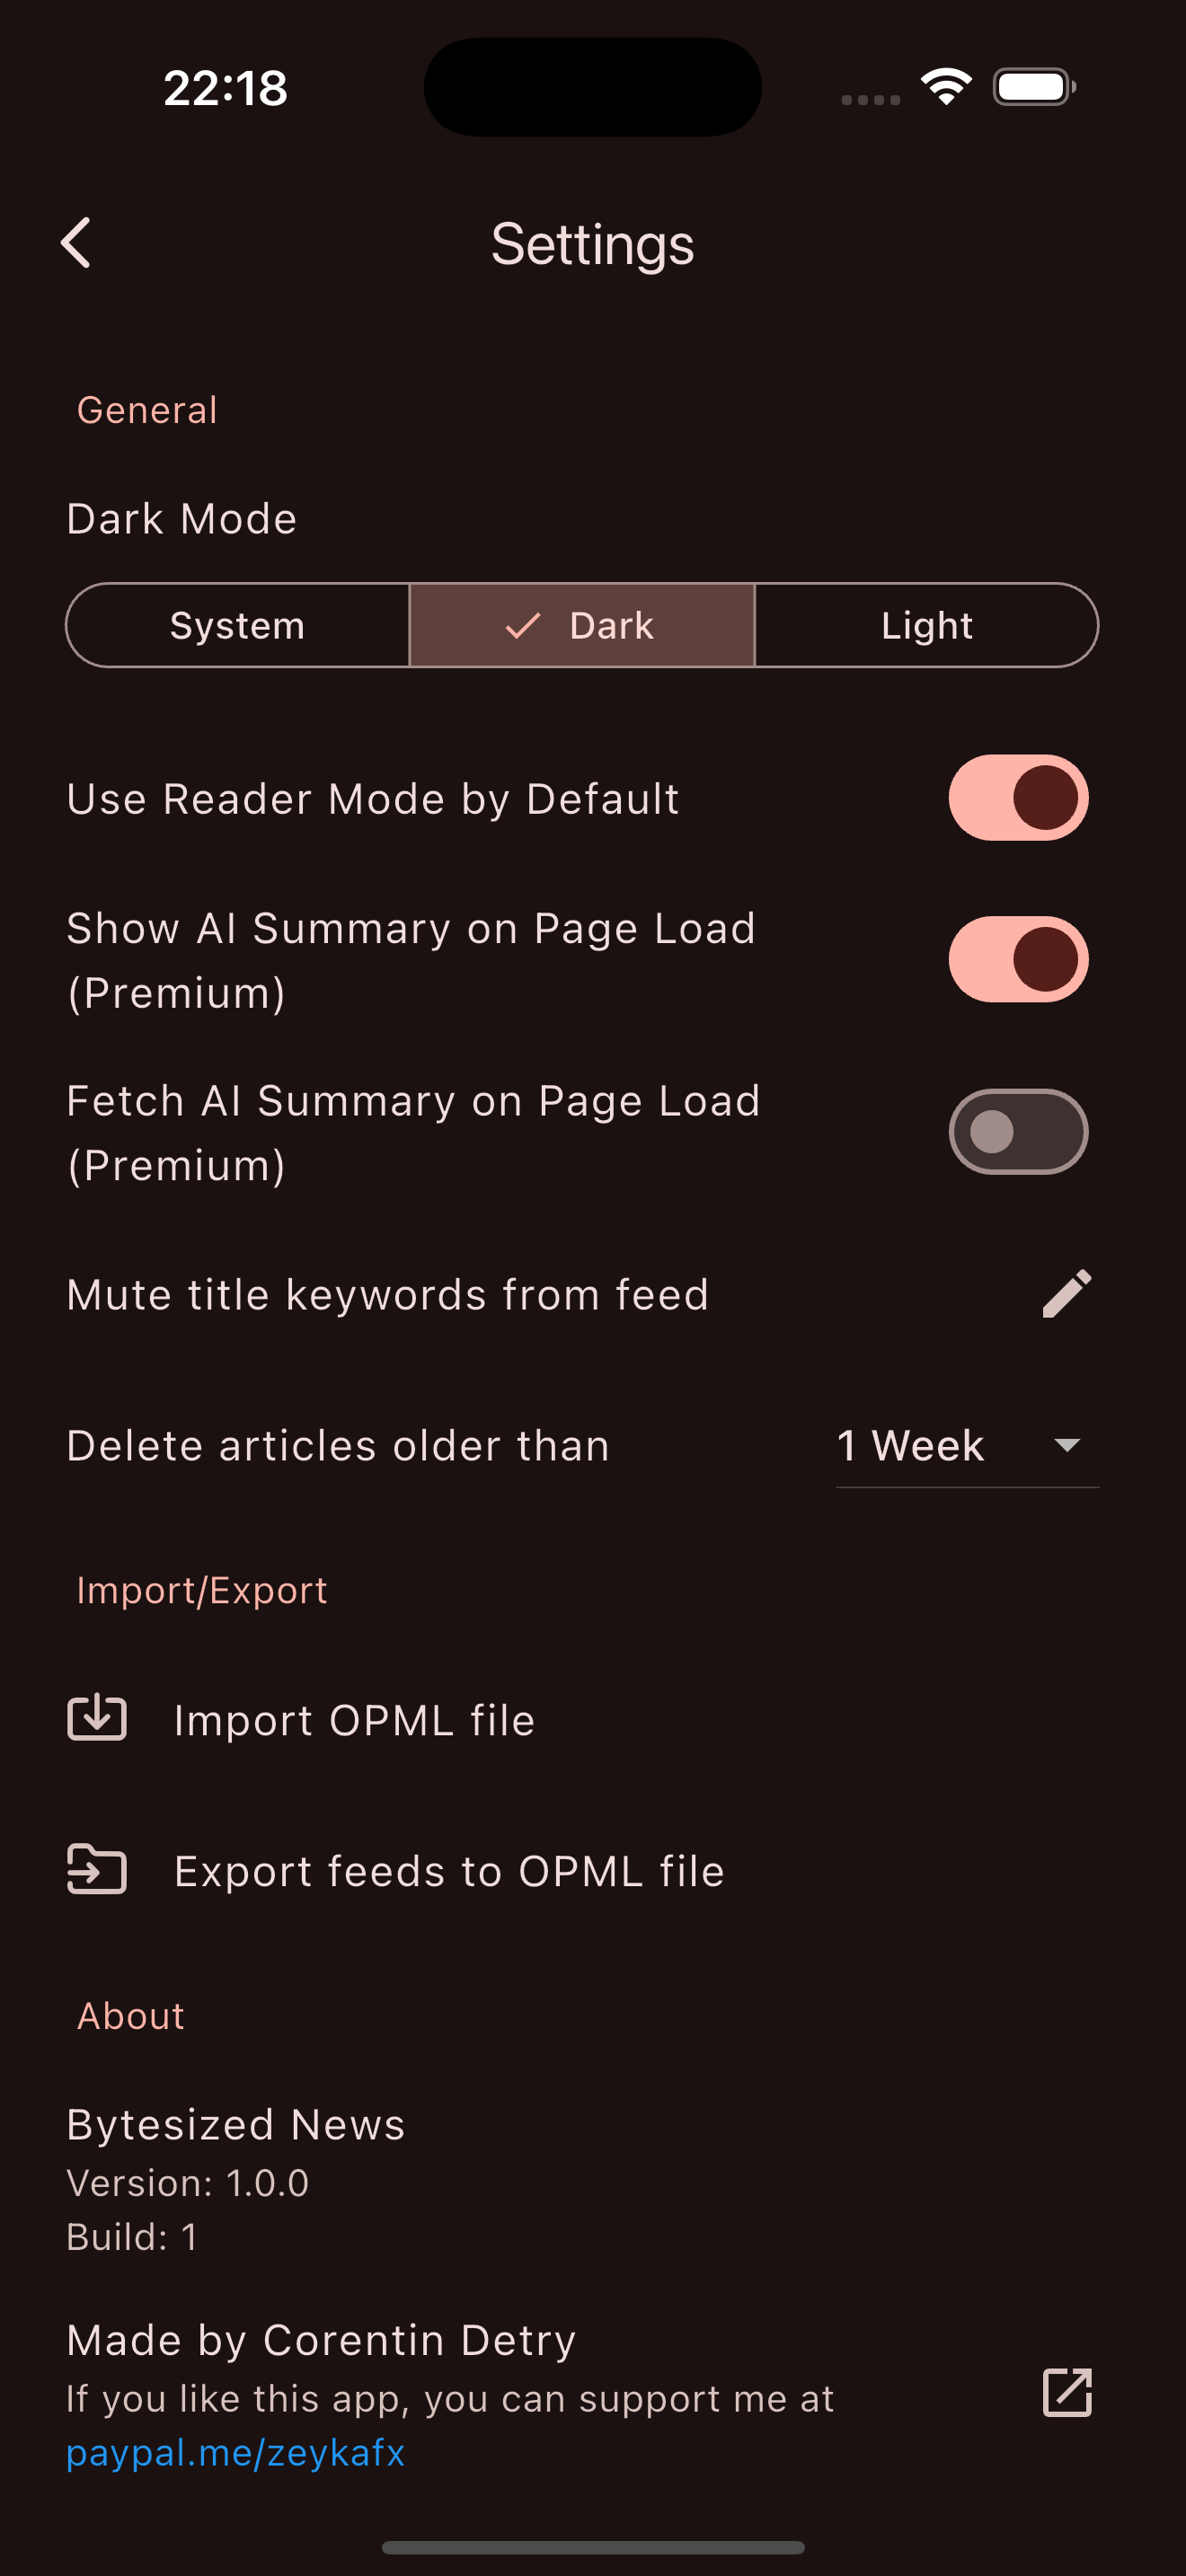 22:18
Settings
General
Dark Mode
System
Dark
Light
Use Reader Mode by Default
Show AI Summary on Page Load
(Premium)
Fetch AI Summary on Page Load
(Premium)
Mute title keywords from feed
Delete articles older than
1 Week
Import/Export
Import OPML file
Export feeds to OPML file
About
Bytesized News
Version: 1.0.0
Build: 1
Made by Corentin Detry
If you like this app, you can support me at
paypal.me/zeykafx